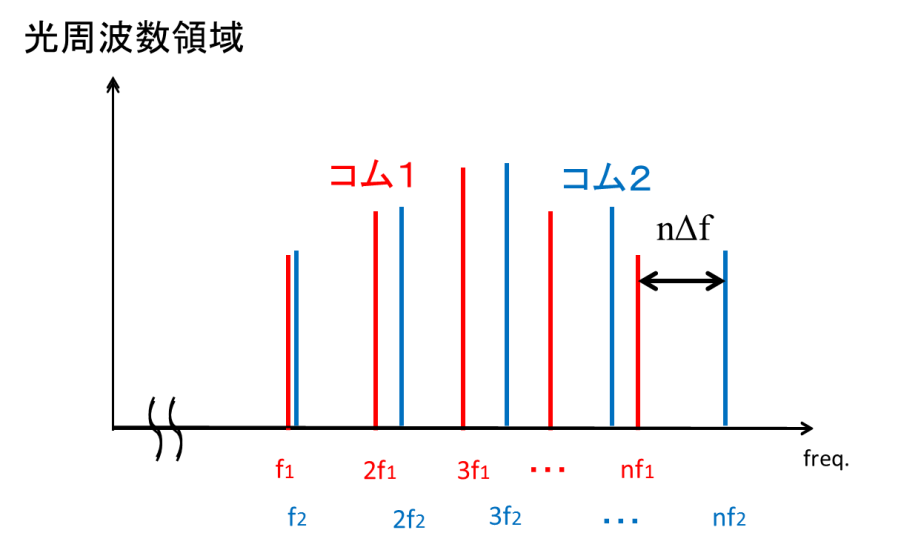 光周波数領域
コム1 コム2
nΔf
freq.
f1 2f1 3f1 ··· nf1
f2 2f2 3f2 ··· nf2